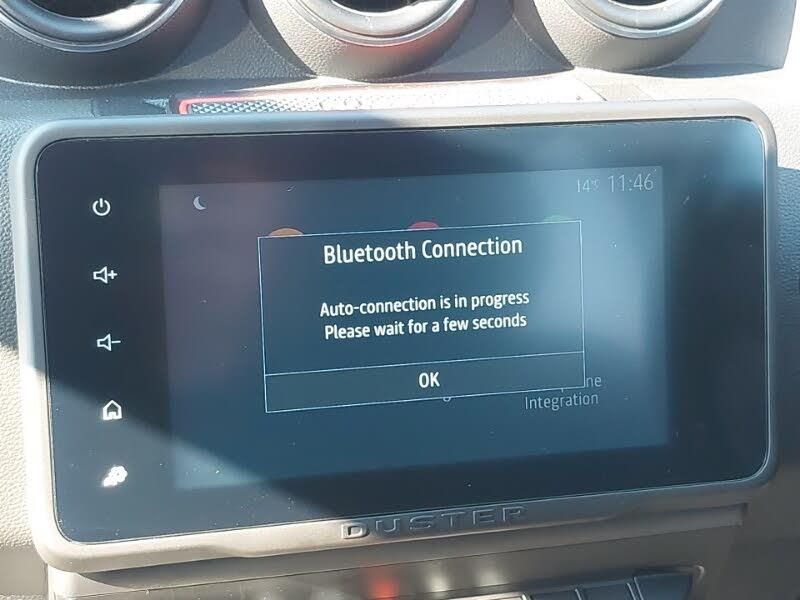 14°C 11:46
Bluetooth Connection
Auto-connection is in progress
Please wait for a few seconds
OK
Integration
DUSTER